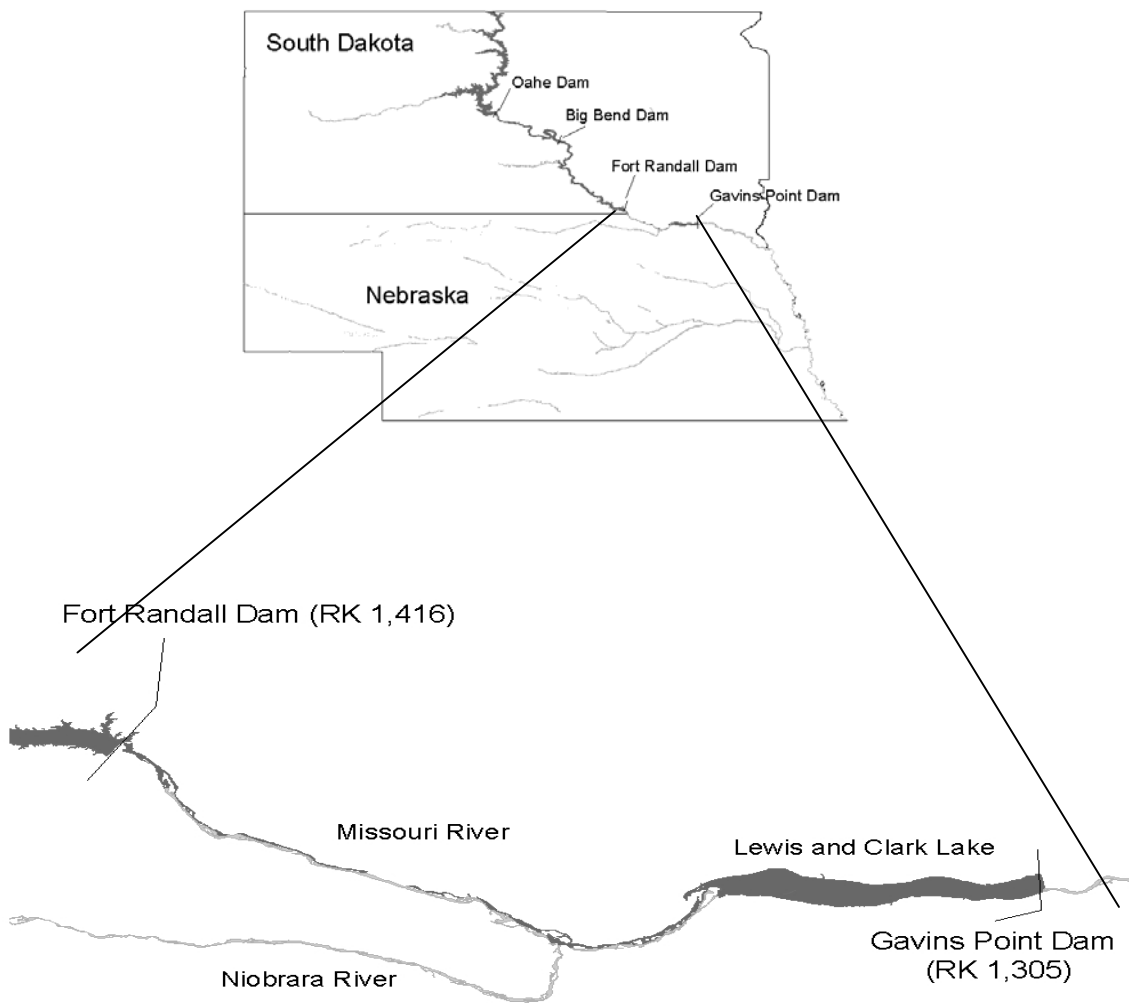 South Dakota
Oahe Dam
Big Bend Dam
Fort Randall Dam
Gavins Point Dam
Nebraska
Fort Randall Dam (RK 1,416)
Missouri River
Lewis and Clark Lake
Gavins Point Dam
(RK 1,305)
Niobrara River